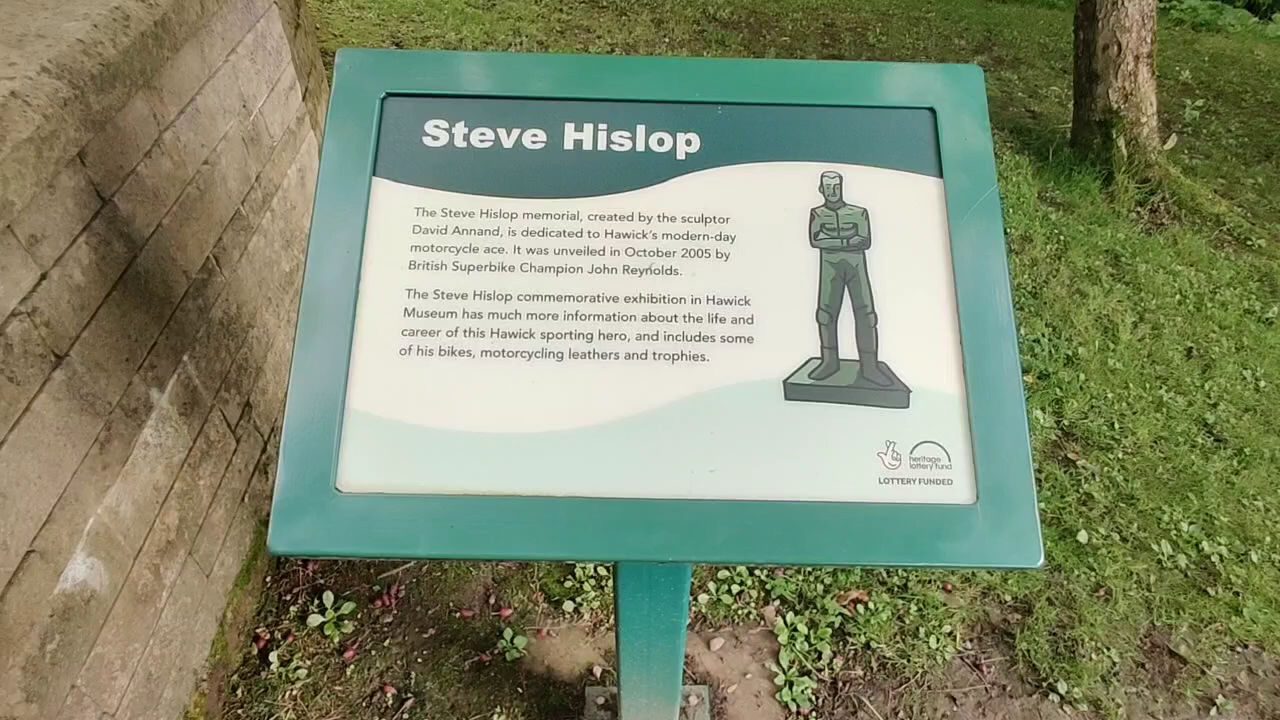 Steve Hislop
The Steve Hislop memorial, created by the sculptor
David Annand, is dedicated to Hawick's modern-day
motorcycle ace. It was unveiled in October 2005 by
British Superbike Champion John Reynolds.
The Steve Hislop commemorative exhibition in Hawick
Museum has much more information about the life and
career of this Hawick sporting hero, and includes some
of his bikes, motorcycling leathers and trophies.
heritage
lottery fund
LOTTERY FUNDED